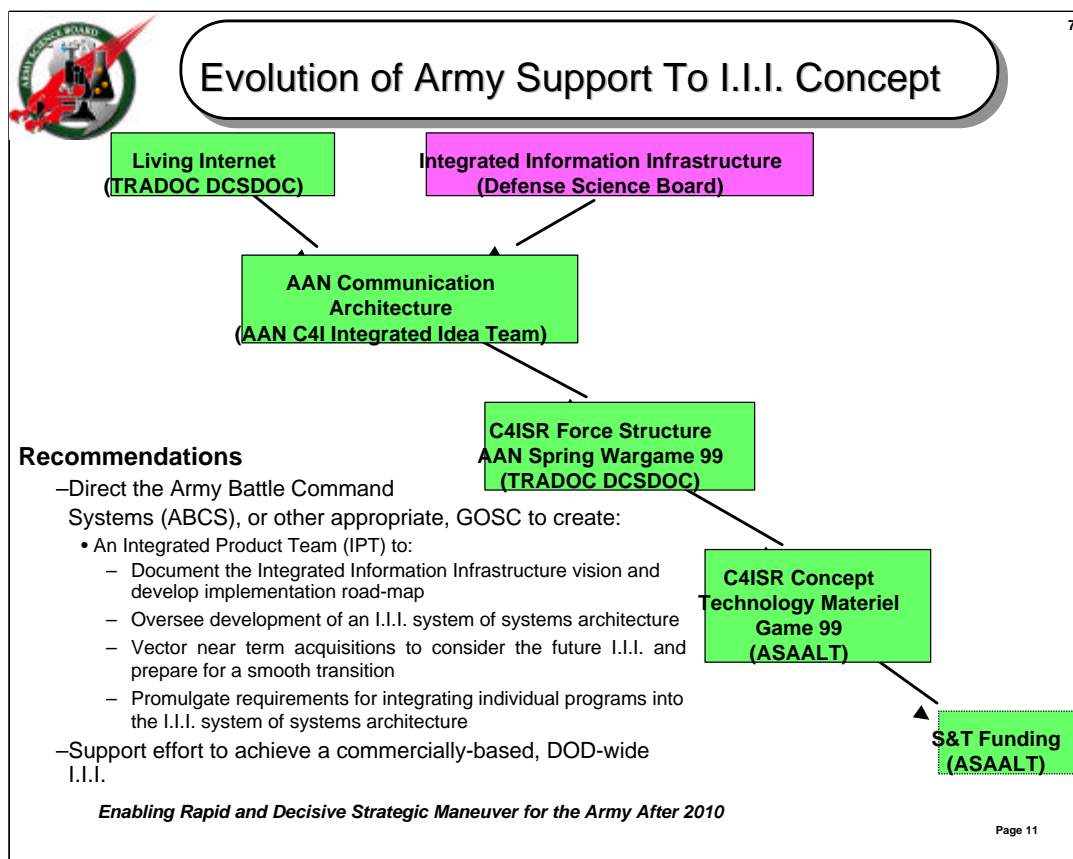 7
ARMY SCIENCE BOARD
Evolution of Army Support To I.I.I. Concept
Living Internet
(TRADOC DCSDOC)
Integrated Information Infrastructure
(Defense Science Board)
AAN Communication
Architecture
(AAN C4I Integrated Idea Team)
C4ISR Force Structure
AAN Spring Wargame 99
(TRADOC DCSDOC)
C4ISR Concept
Technology Materiel
Game 99
(ASAALT)
S&T Funding
(ASAALT)
Recommendations
–Direct the Army Battle Command
Systems (ABCS), or other appropriate, GOSC to create:
• An Integrated Product Team (IPT) to:
– Document the Integrated Information Infrastructure vision and
develop implementation road-map
– Oversee development of an I.I.I. system of systems architecture
– Vector near term acquisitions to consider the future I.I.I. and
prepare for a smooth transition
– Promulgate requirements for integrating individual programs into
the I.I.I. system of systems architecture
–Support effort to achieve a commercially-based, DOD-wide
I.I.I.
Enabling Rapid and Decisive Strategic Maneuver for the Army After 2010
Page 11